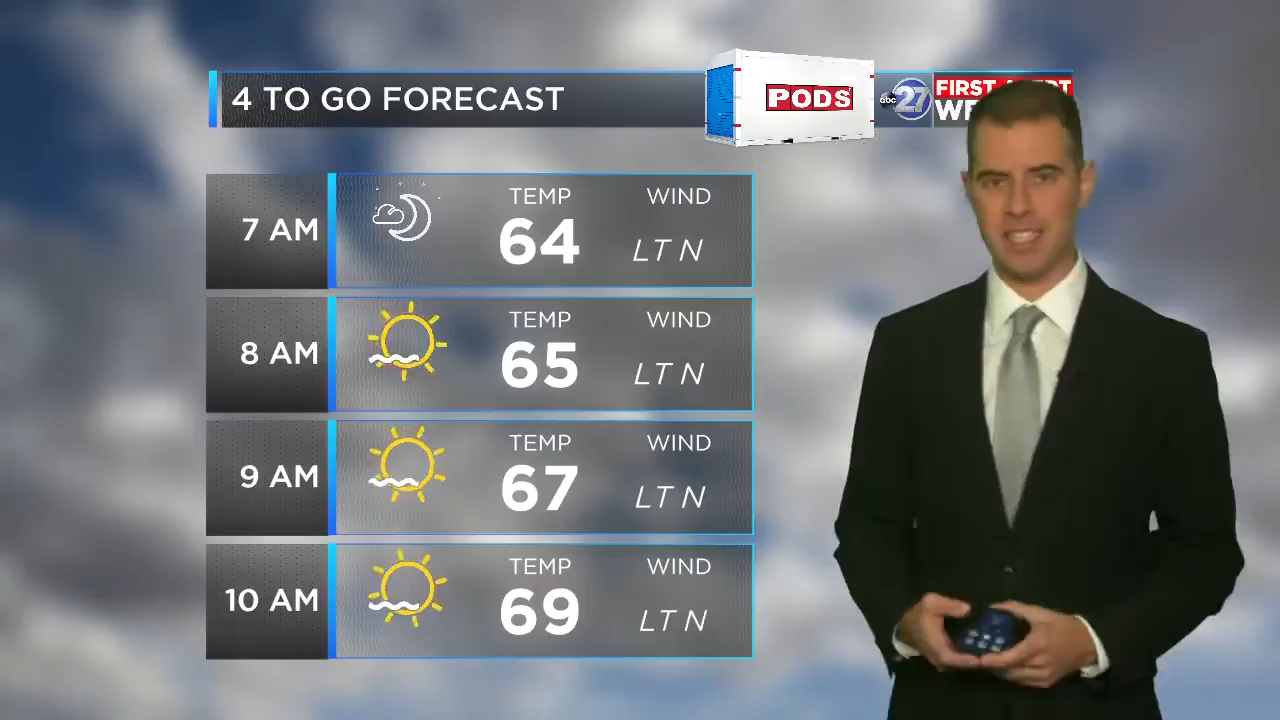 4 TO GO FORECAST
PODS
abc 27
FIRST
7 AM
TEMP
WIND
64
LT N
8 AM
TEMP
WIND
65
LT N
9 AM
TEMP
WIND
67
LT N
10 AM
TEMP
WIND
69
LT N